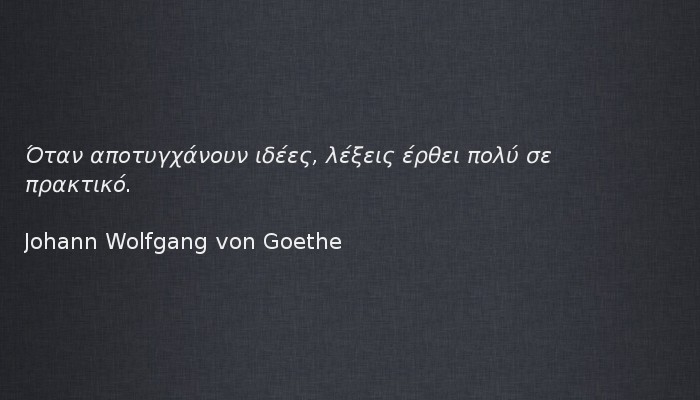 Όταν αποτυγχάνουν ιδέες, λέξεις έρθει πολύ σε
πρακτικό.
Johann Wolfgang von Goethe